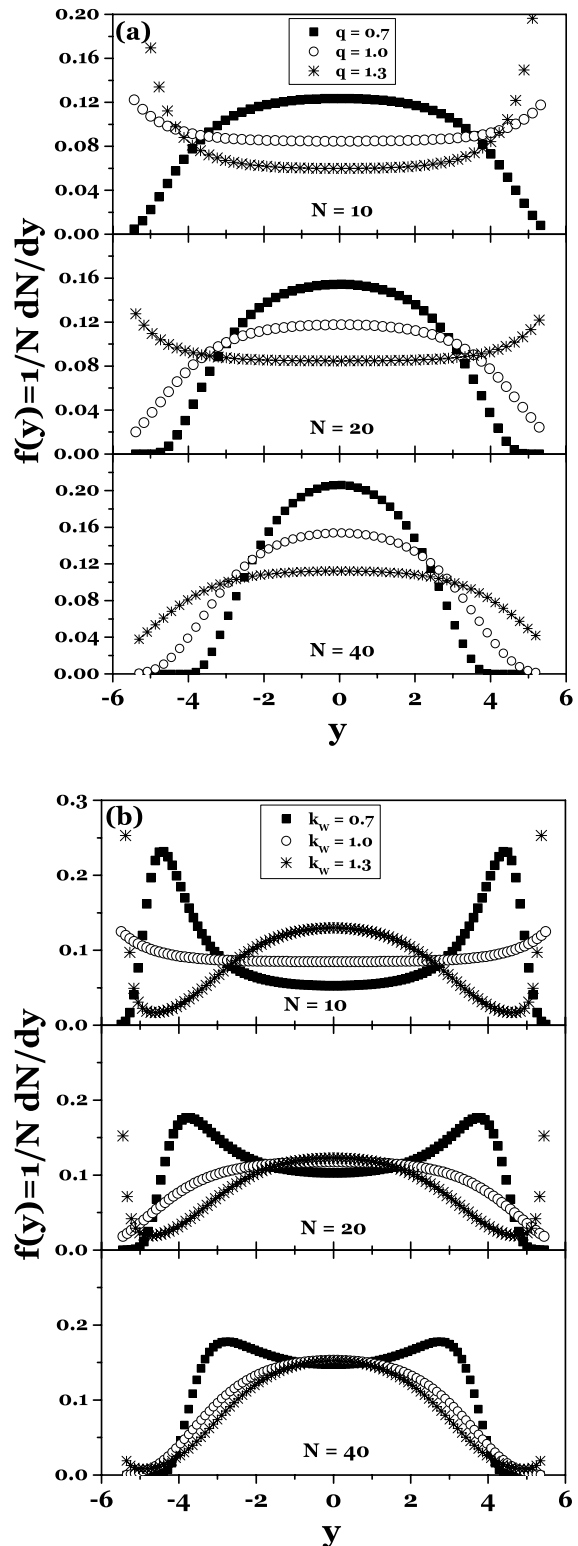 (a)
q = 0.7
q = 1.0
q = 1.3
0.20
0.16
0.12
0.08
0.04
0.00
N = 10
0.16
0.12
0.08
0.04
0.00
N = 20
0.20
0.16
0.12
0.08
0.04
0.00
N = 40
-6 -4 -2 0 2 4 6
y
f(y)=1/N dN/dy
(b)
k_w = 0.7
k_w = 1.0
k_w = 1.3
0.3
0.2
0.1
0.0
N = 10
0.2
0.1
0.0
N = 20
0.2
0.1
0.0
N = 40
-6 -4 -2 0 2 4 6
y
f(y)=1/N dN/dy